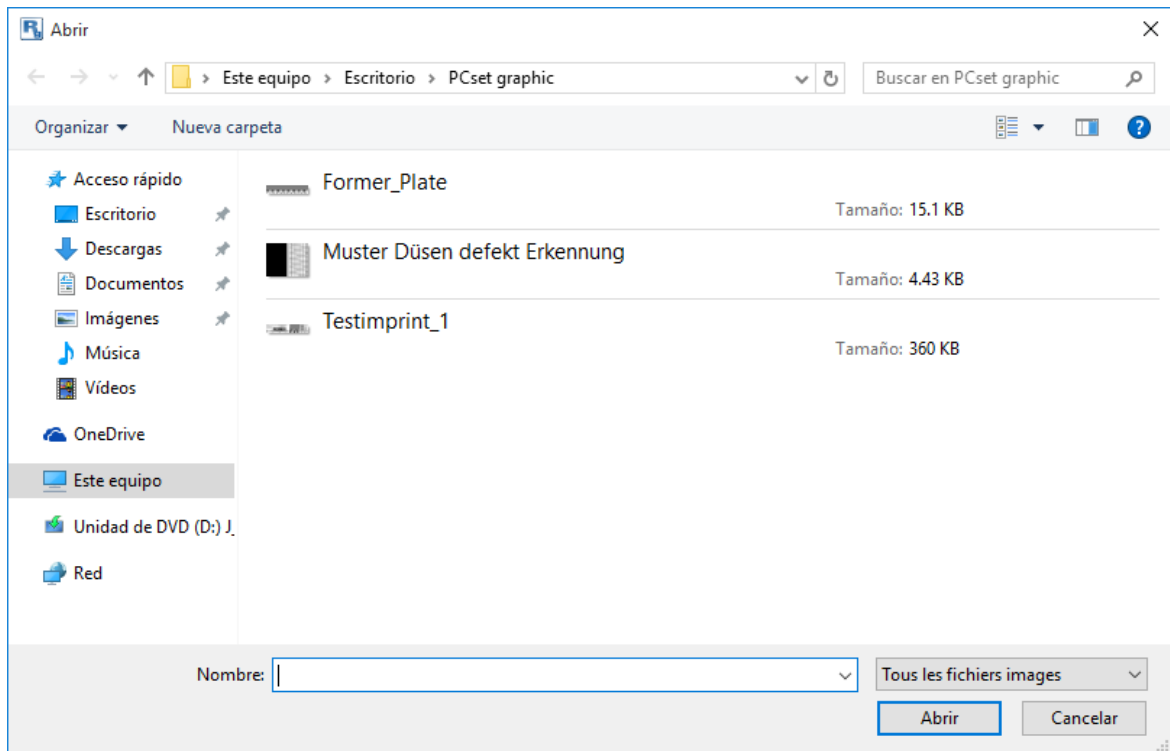 Abrir
Este equipo > Escritorio > PCset graphic
Buscar en PCset graphic
Organizar
Nueva carpeta
Acceso rápido
Escritorio
Descargas
Documentos
Imágenes
Música
Vídeos
OneDrive
Este equipo
Unidad de DVD (D:) J_
Red
Former_Plate
Tamaño: 15.1 KB
Muster Düsen defekt Erkennung
Tamaño: 4.43 KB
Testimprint_1
Tamaño: 360 KB
Nombre:
Tous les fichiers images
Abrir
Cancelar